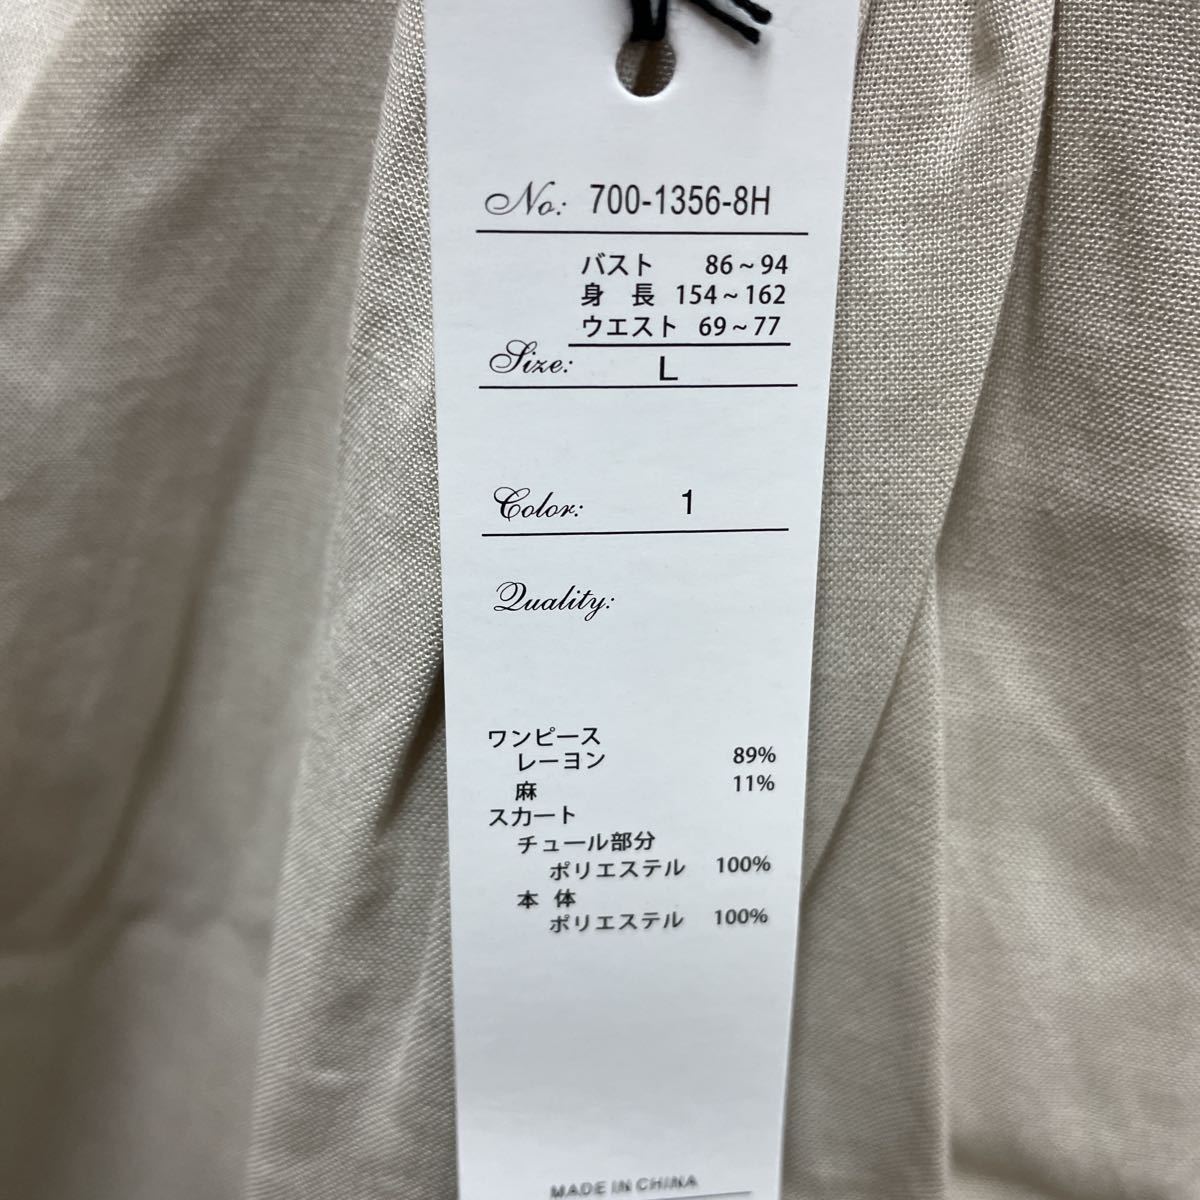 No: 700-1356-8H
バスト 86~94
身 長 154~162
ウエスト 69~77
Size: L
Color: 1
Quality:
ワンピース
レーヨン 89%
麻 11%
スカート
チュール部分
ポリエステル 100%
本 体
ポリエステル 100%
MADE IN CHINA